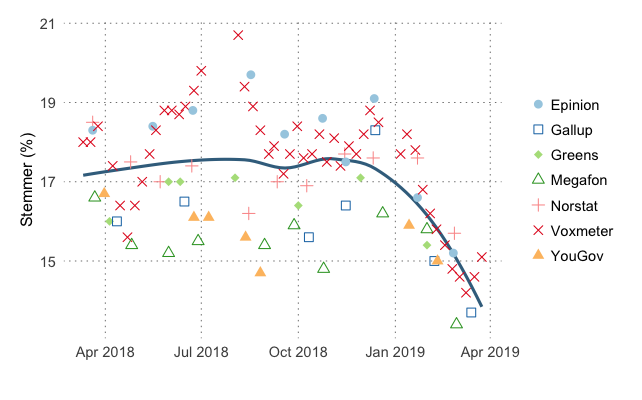 21
19
17
15
Stemmer (%)
Apr 2018
Jul 2018
Oct 2018
Jan 2019
Apr 2019
Epinion
Gallup
Greens
Megafon
Norstat
Voxmeter
YouGov